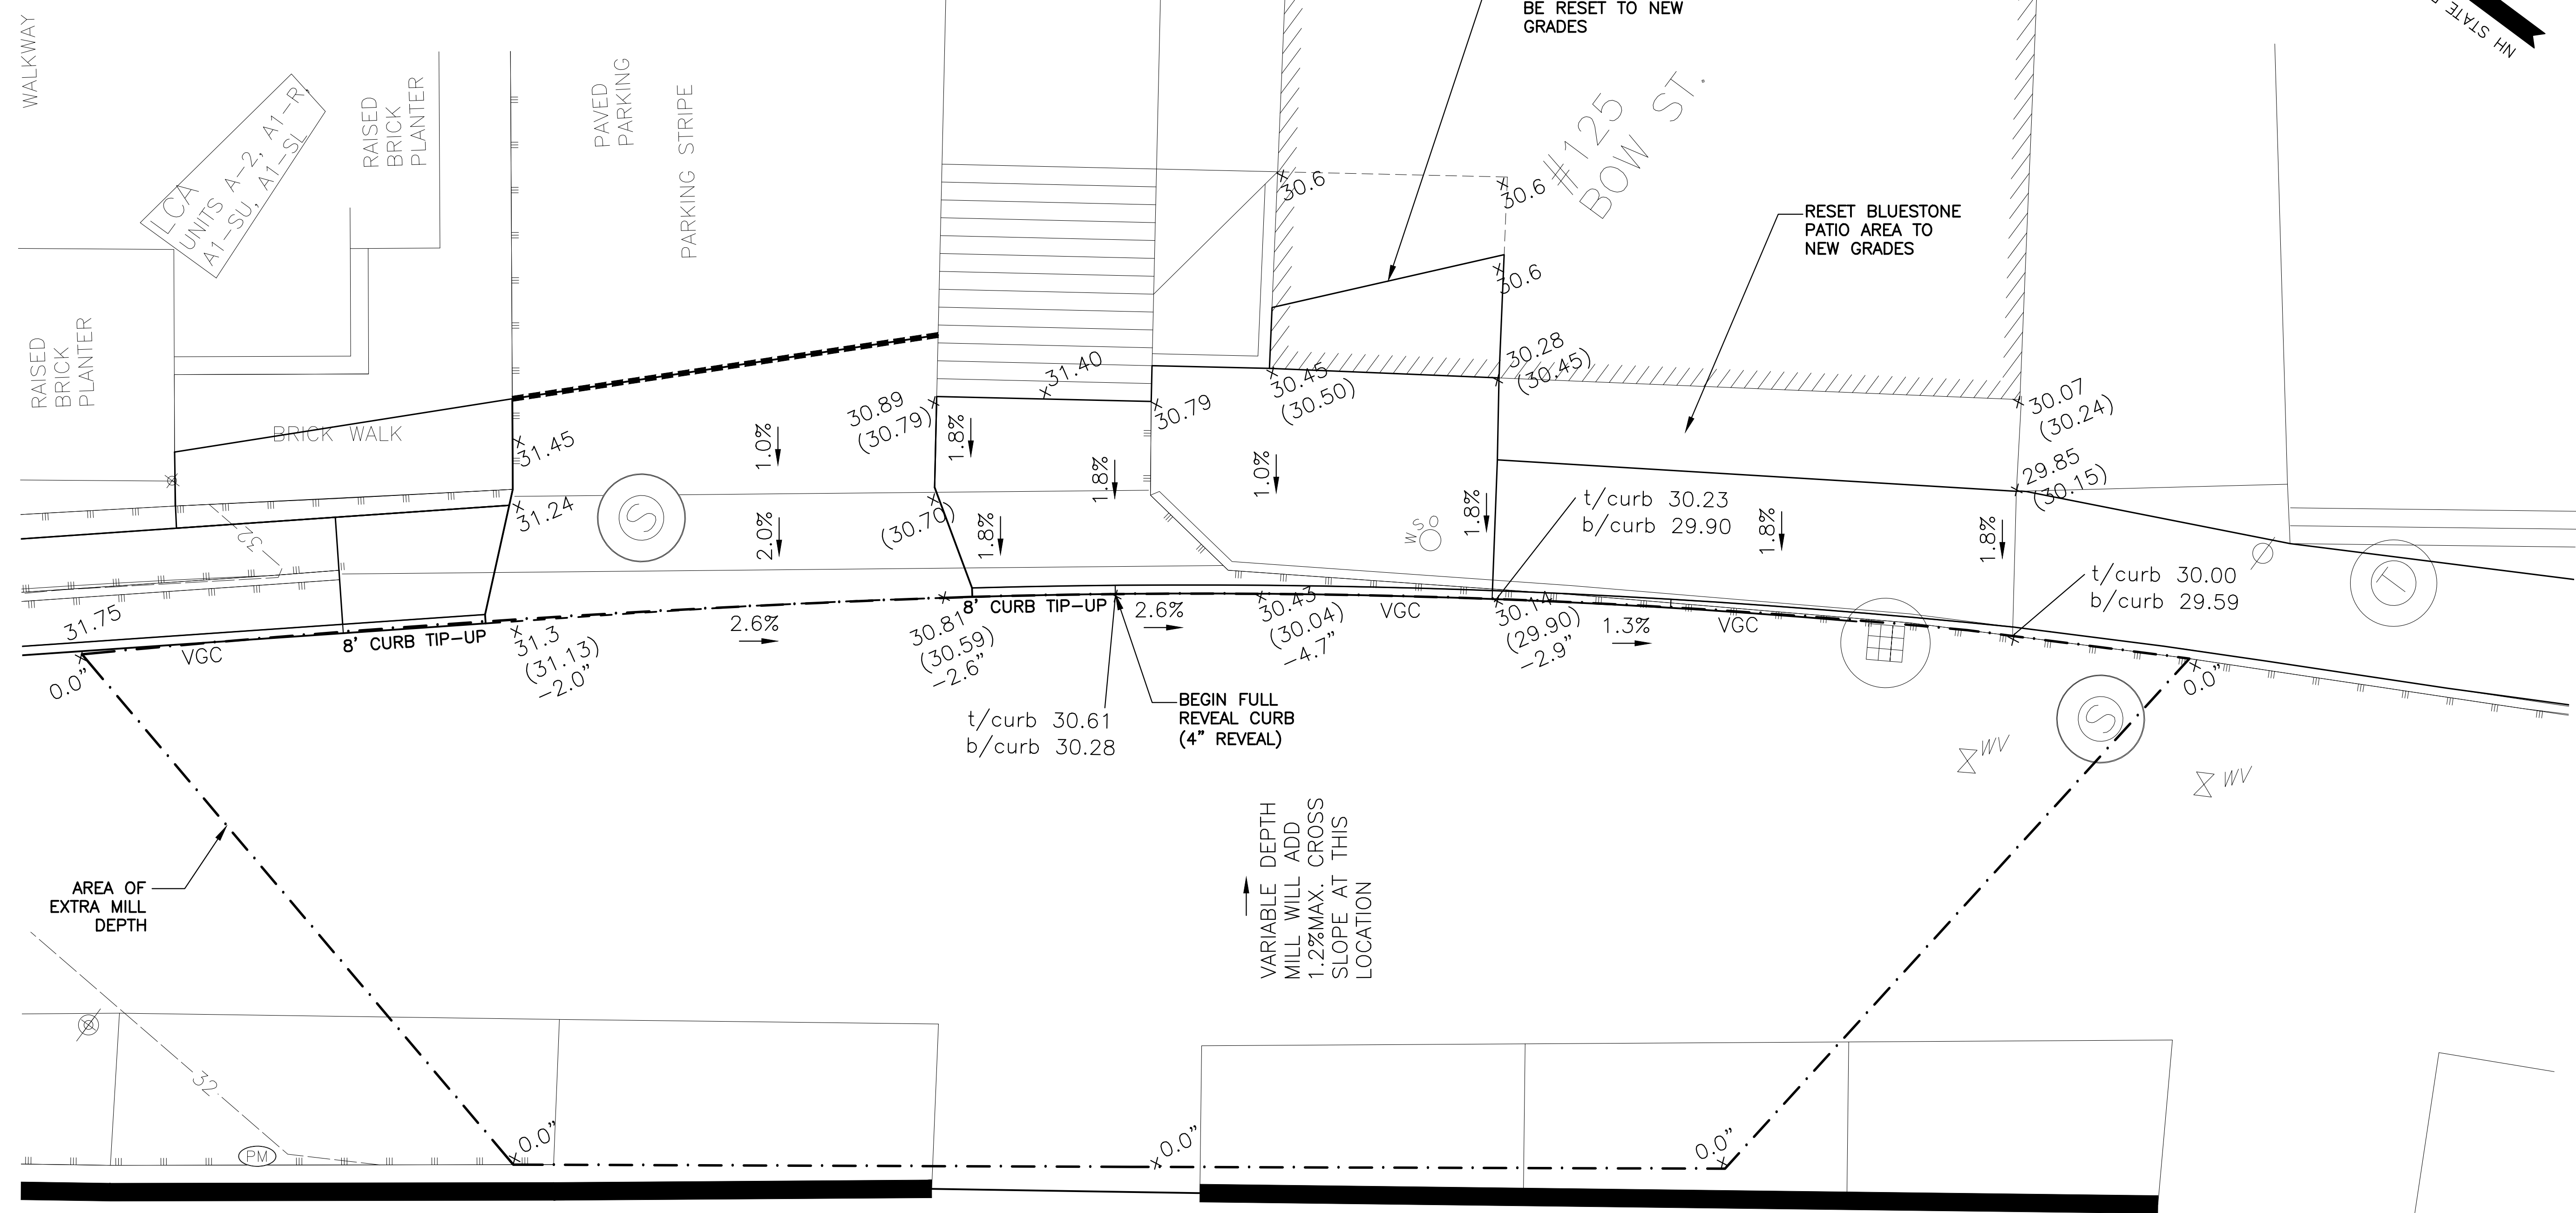 WALKWAY
LCA
UNITS A-2, A1-R,
A1-SU, A1-SL
RAISED
BRICK
PLANTER
PAVED
PARKING
PARKING STRIPE
BE RESET TO NEW
GRADES
#125
BOW ST.
NH STATE
30.6
30.6
30.6
RESET BLUESTONE
PATIO AREA TO
NEW GRADES
RAISED
BRICK
PLANTER
BRICK WALK
31.45
31.24
32
31.75
1.0%
2.0%
S
30.89
(30.79)
(30.70)
1.8%
1.8%
31.40
30.79
1.8%
1.0%
30.45
(30.50)
30.28
(30.45)
1.8%
W
SO
t/curb 30.23
b/curb 29.90
1.8%
1.8%
30.07
(30.24)
29.85
(30.15)
t/curb 30.00
b/curb 29.59
T
0.0”
VGC
8’ CURB TIP-UP
31.3
(31.13)
-2.0”
2.6%
30.81
(30.59)
-2.6”
8’ CURB TIP-UP
2.6%
30.43
(30.04)
-4.7”
VGC
30.14
(29.90)
-2.9”
1.3%
VGC
0.0”
S
WV
WV
t/curb 30.61
b/curb 30.28
BEGIN FULL
REVEAL CURB
(4” REVEAL)
VARIABLE DEPTH
MILL WILL ADD
1.2%MAX. CROSS
SLOPE AT THIS
LOCATION
AREA OF
EXTRA MILL
DEPTH
32
PM
0.0”
0.0”
0.0”